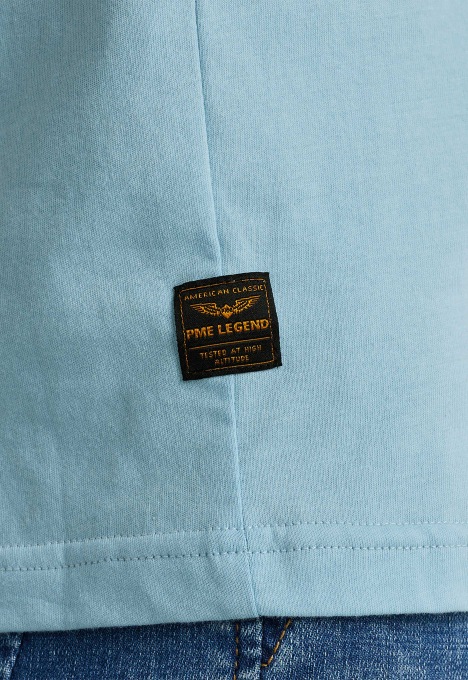 AMERICAN CLASSIC
PME LEGEND
TESTED AT HIGH
ALTITUDE